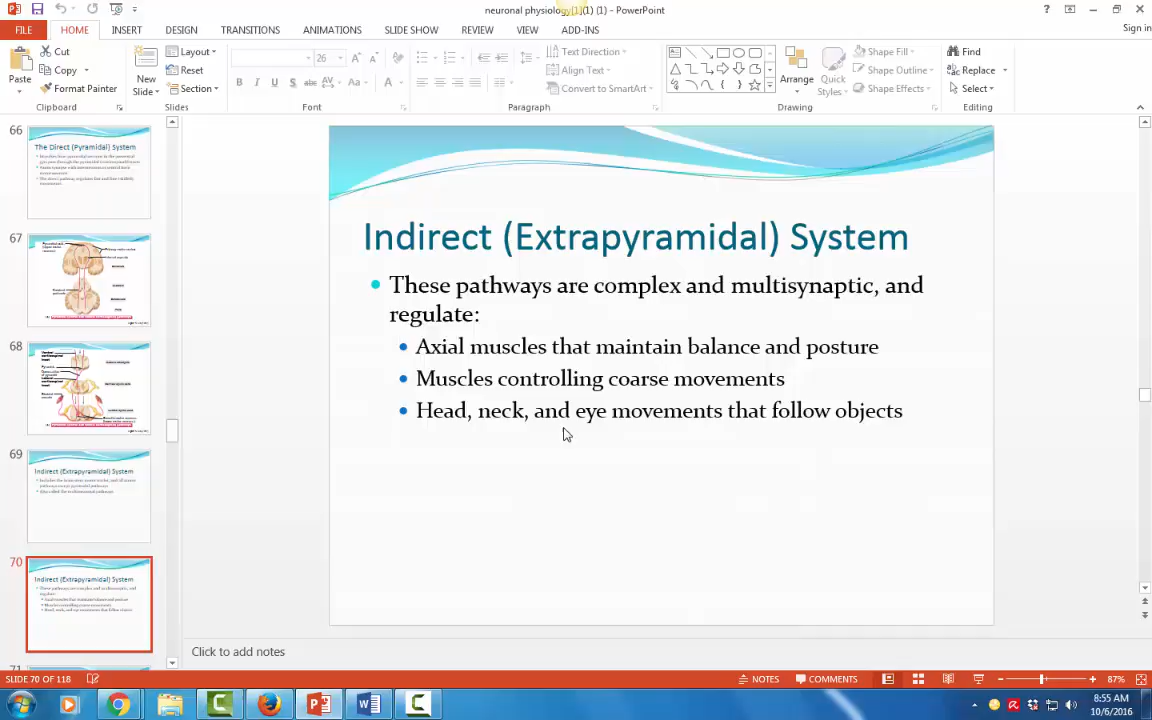 neuronal physiology(1)(1) (1) - PowerPoint
Sign in
FILE HOME INSERT DESIGN TRANSITIONS ANIMATIONS SLIDE SHOW REVIEW VIEW ADD-INS
Paste
Cut
Copy
Format Painter
Clipboard
New
Slide
Layout
Reset
Section
Slides
26
B I U S abc AV Aa A
Font
Text Direction
Align Text
Convert to SmartArt
Paragraph
Arrange
Quick
Styles
Shape Fill
Shape Outline
Shape Effects
Drawing
Find
Replace
Select
Editing
66
The Direct (Pyramidal) System
67
68
69
Indirect (Extrapyramidal) System
70
Indirect (Extrapyramidal) System
71
Indirect (Extrapyramidal) System
These pathways are complex and multisynaptic, and
regulate:
Axial muscles that maintain balance and posture
Muscles controlling coarse movements
Head, neck, and eye movements that follow objects
Click to add notes
SLIDE 70 OF 118
NOTES
COMMENTS
87%
8:55 AM
10/6/2016